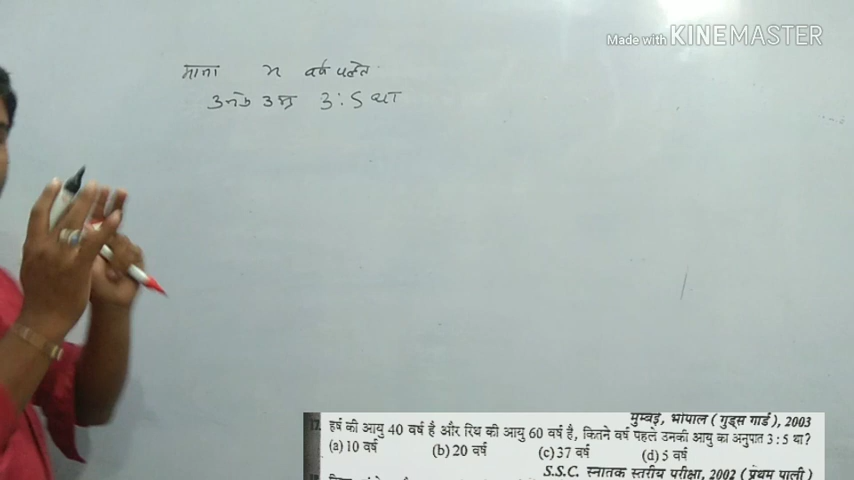 Made with KINEMASTER
माना x वर्ष पहले
उनके उम्र 3:5 था
मुम्बई, भोपाल ( गुड्स गार्ड ), 2003
17. हर्ष की आयु 40 वर्ष है और रिथ की आयु 60 वर्ष है, कितने वर्ष पहले उनकी आयु का अनुपात 3 : 5 था?
(a) 10 वर्ष (b) 20 वर्ष (c) 37 वर्ष (d) 5 वर्ष
S.S.C. स्नातक स्तरीय परीक्षा, 2002 ( प्रथम पाली )